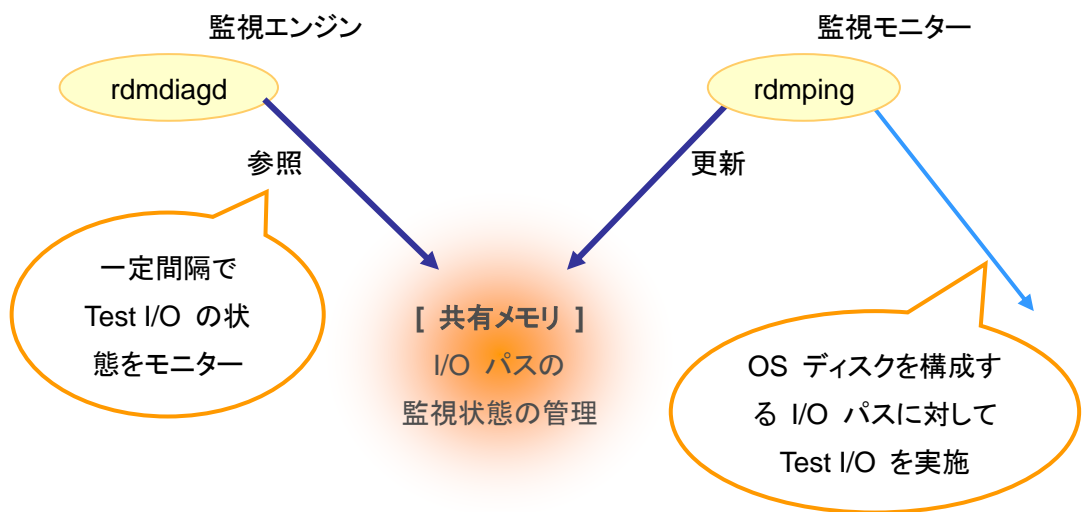 監視エンジン
監視モニター
rdmdiagd
rdmping
参照
更新
一定間隔で
Test I/O の状
態をモニター
[ 共有メモリ ]
I/O パスの
監視状態の管理
OS ディスクを構成す
る I/O パスに対して
Test I/O を実施